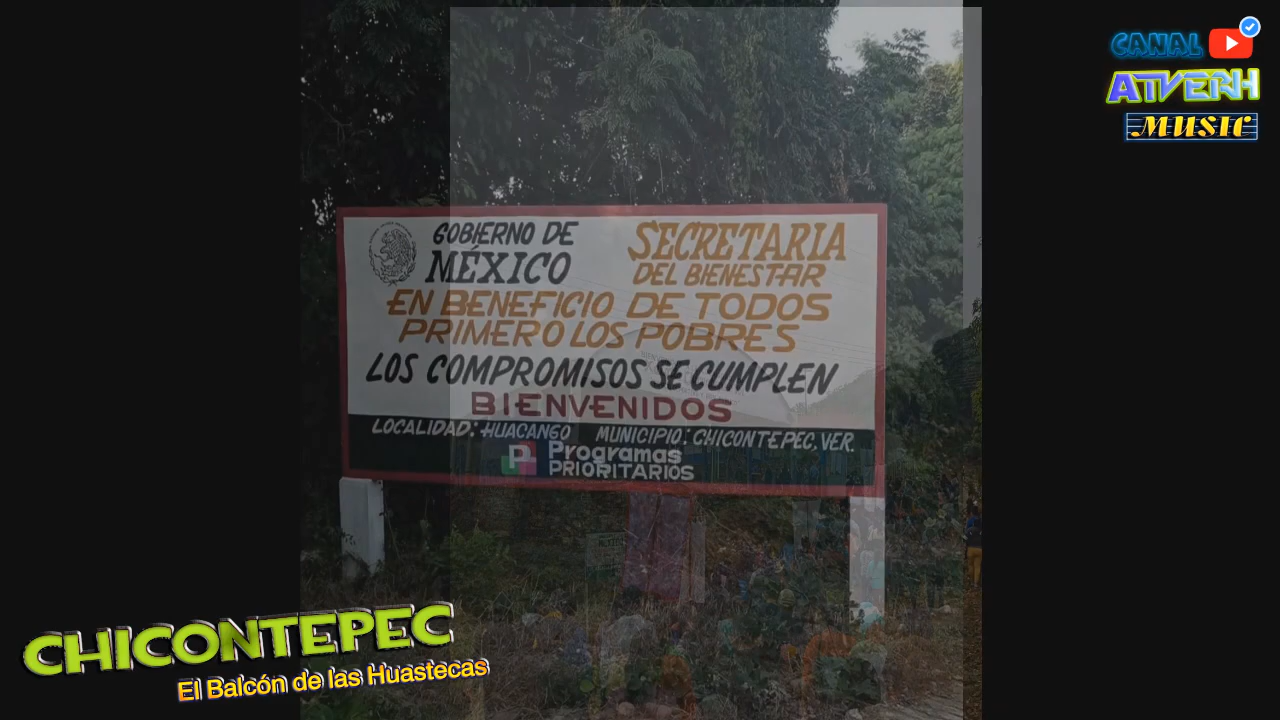 CANAL
ATVERH
MUSIC
GOBIERNO DE
MÉXICO
SECRETARIA
DEL BIENESTAR
EN BENEFICIO DE TODOS
PRIMERO LOS POBRES
LOS COMPROMISOS SE CUMPLEN
BIENVENIDOS
LOCALIDAD: HUACANGO MUNICIPIO: CHICONTEPEC, VER.
Programas
PRIORITARIOS
CHICONTEPEC
El Balcón de las Huastecas